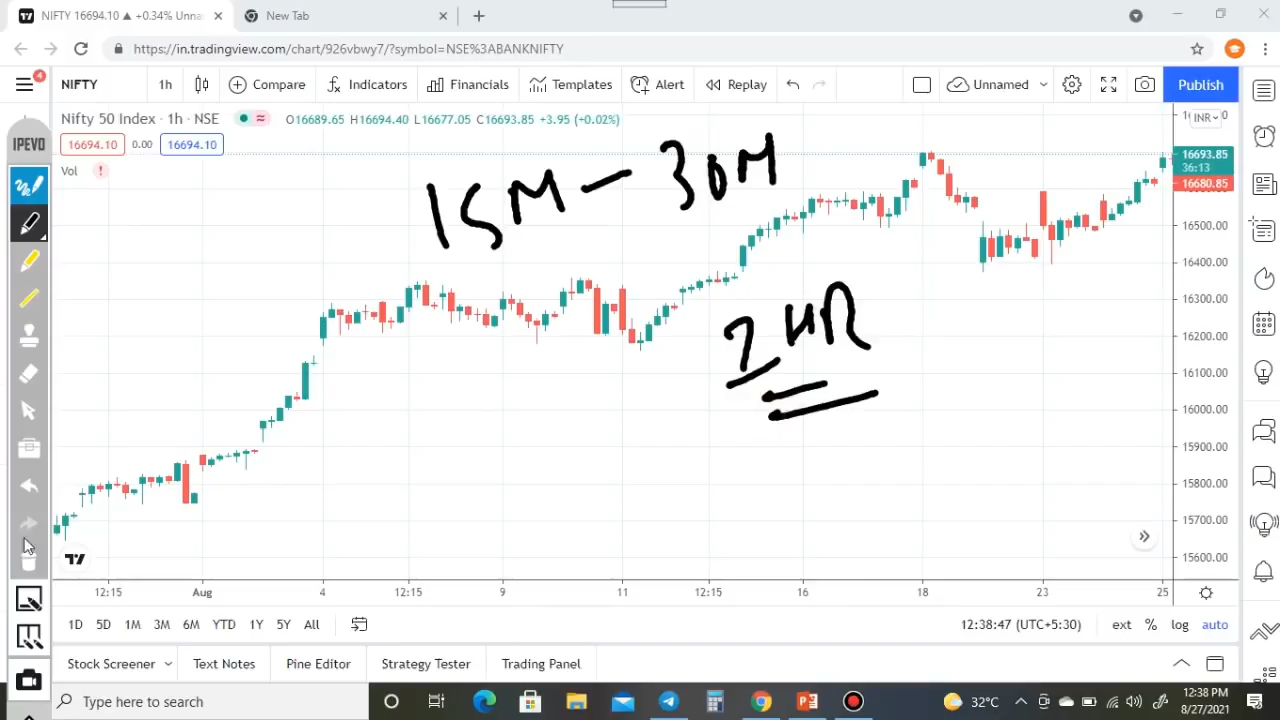 NIFTY 16694.10 ▲ +0.34% Unna
New Tab
https://in.tradingview.com/chart/926vbwy7/?symbol=NSE%3ABANKNIFTY
4
NIFTY 1h Compare Indicators Financials Templates Alert Replay Unnamed Publish
Nifty 50 Index · 1h · NSE O16689.65 H16694.40 L16677.05 C16693.85 +3.95 (+0.02%)
INR
IPEVO
16694.10 0.00 16694.10
Vol !
15M - 30M
2 HR
16693.85
36:13
16680.85
16500.00
16400.00
16300.00
16200.00
16100.00
16000.00
15900.00
15800.00
15700.00
15600.00
12:15 Aug 4 12:15 9 11 12:15 16 18 23 25
1D 5D 1M 3M 6M YTD 1Y 5Y All 12:38:47 (UTC+5:30) ext % log auto
Stock Screener Text Notes Pine Editor Strategy Tester Trading Panel
Type here to search
32°C
12:38 PM
8/27/2021